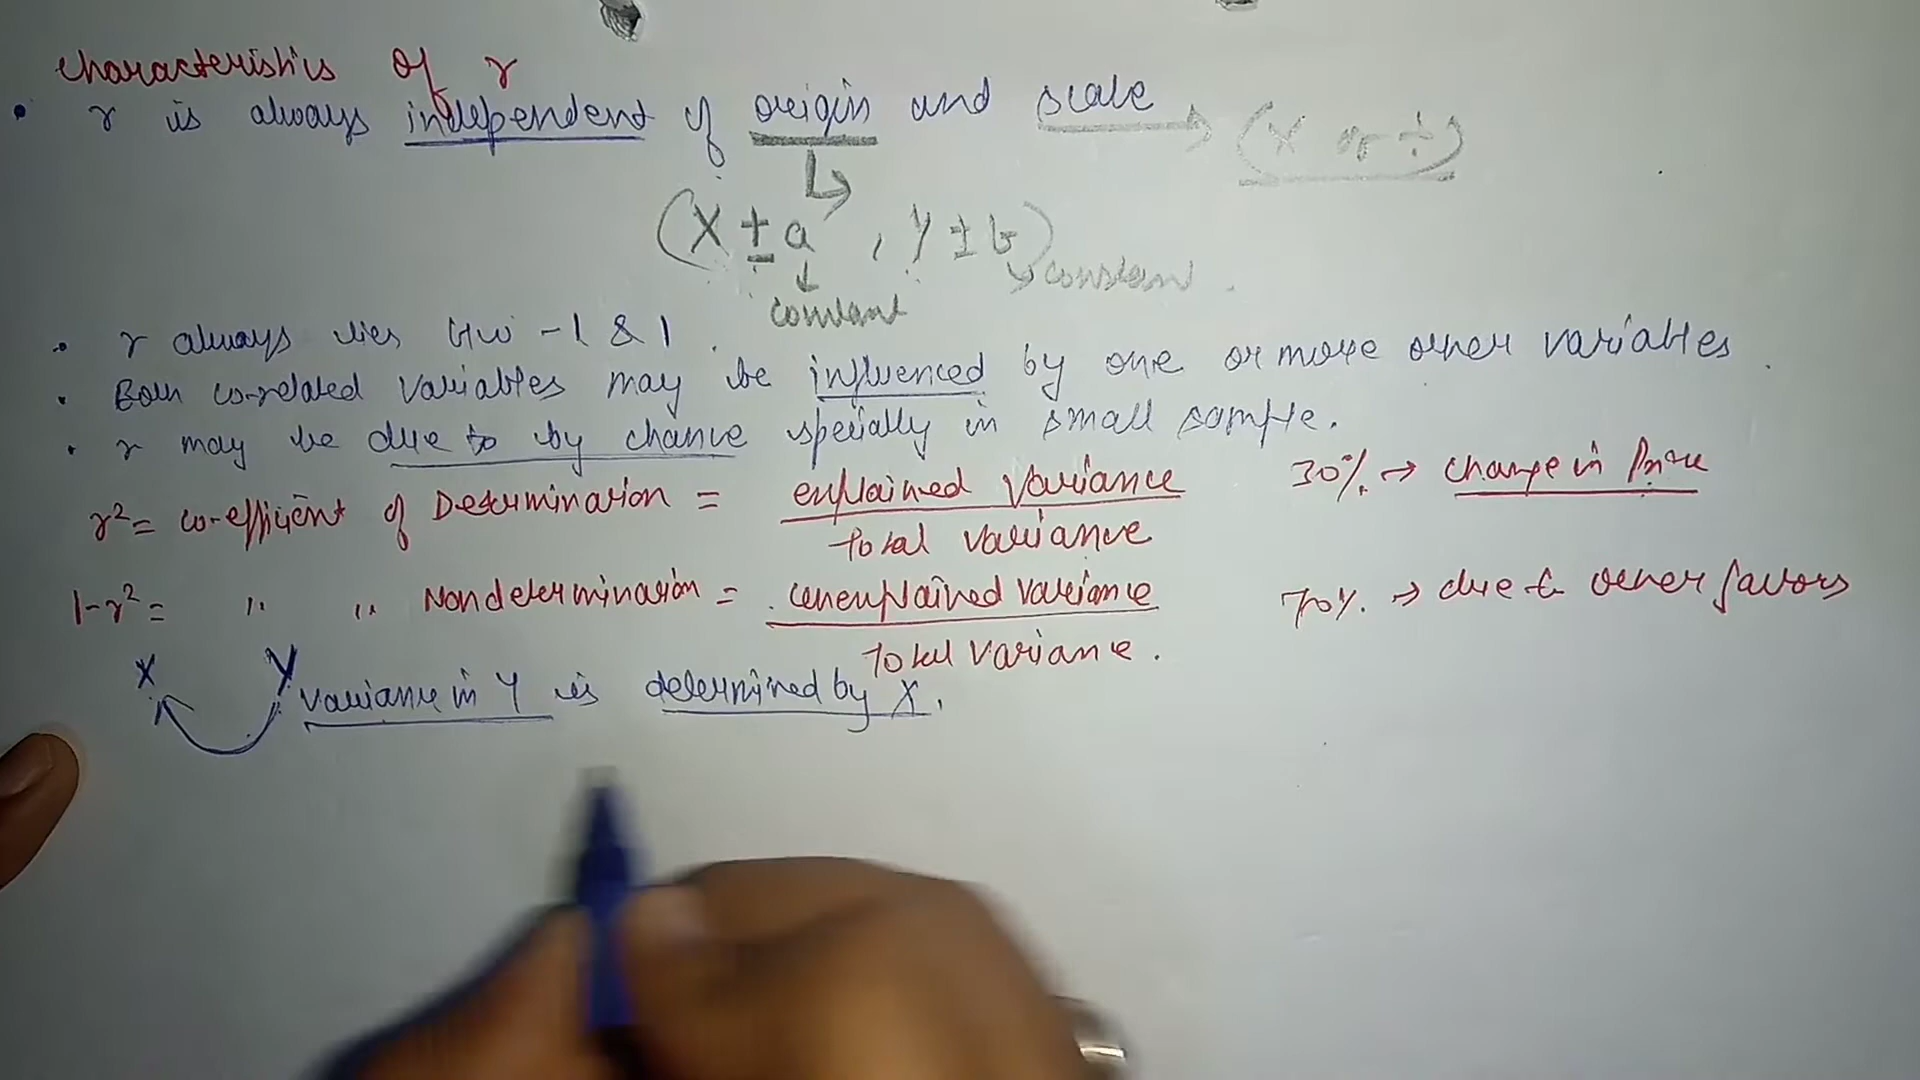 characteristics of r
• r is always independent of origin and scale → (x or ÷)
(X ± a , Y ± b)
constant
constant
• r always lies btw -1 & 1.
• Both co-related variables may be influenced by one or more other variables.
• r may be due to by chance specially in small sample.
r² = co-efficient of Determination = explained variance / total variance
30% → change in Price
1-r² = " " Nondetermination = unexplained variance / Total variance.
70% → due to other factors
X Y variance in Y is determined by X.